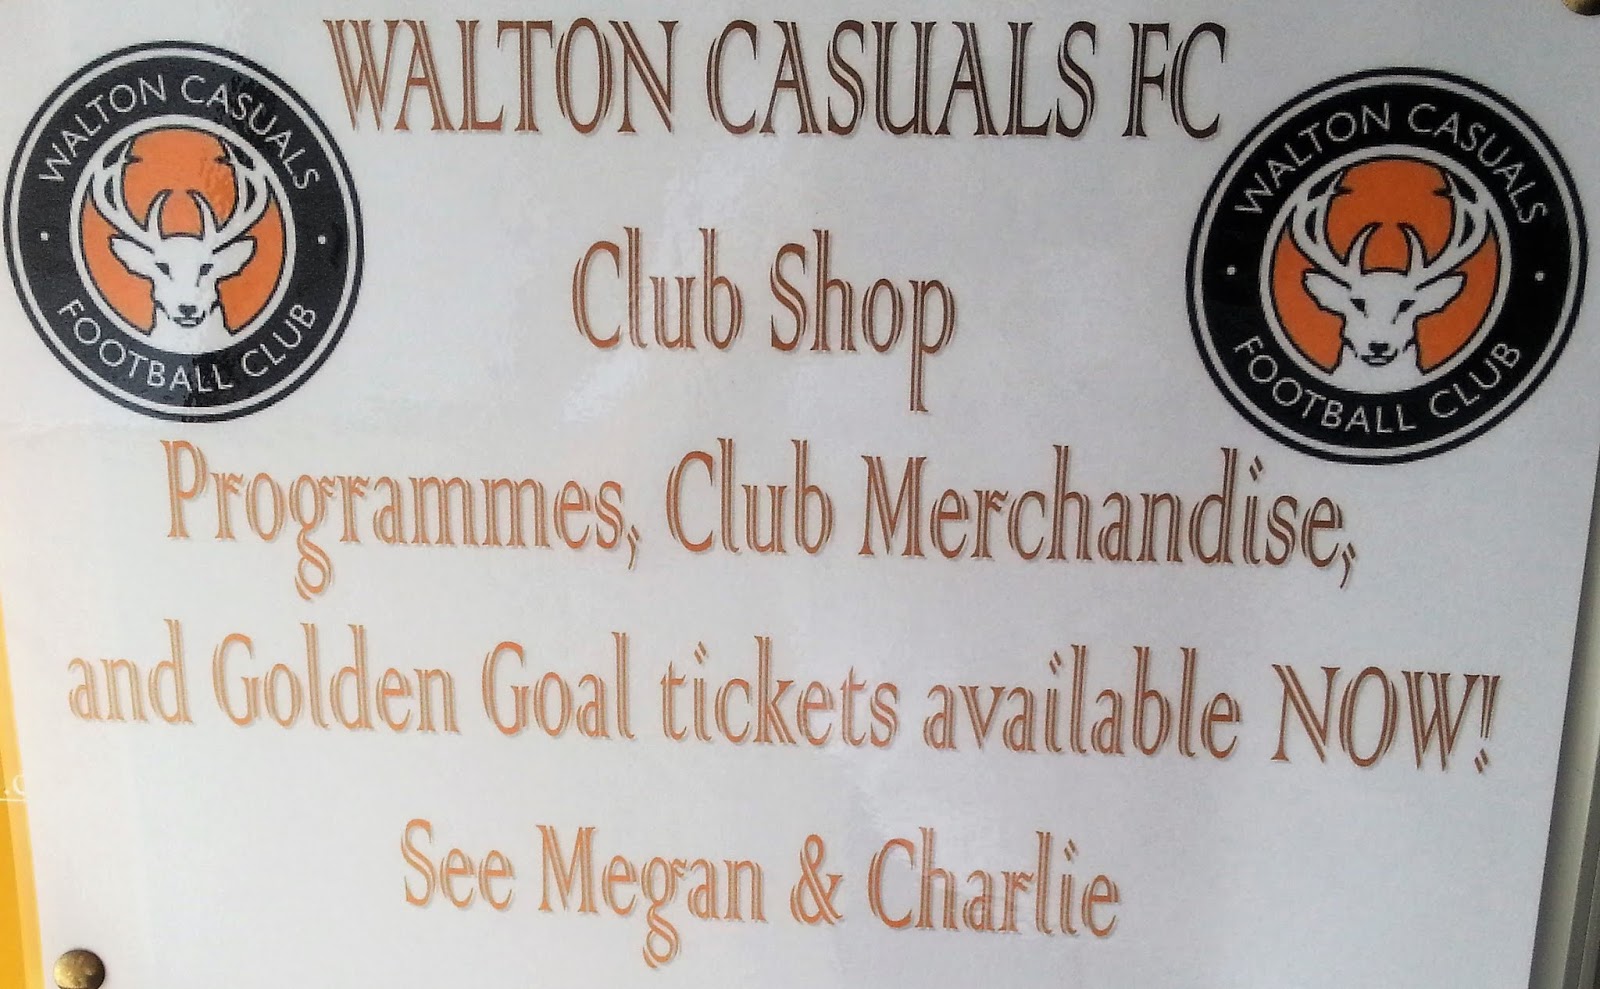 WALTON CASUALS FC
WALTON CASUALS
FOOTBALL CLUB
WALTON CASUALS
FOOTBALL CLUB
Club Shop
Programmes, Club Merchandise,
and Golden Goal tickets available NOW!
See Megan & Charlie